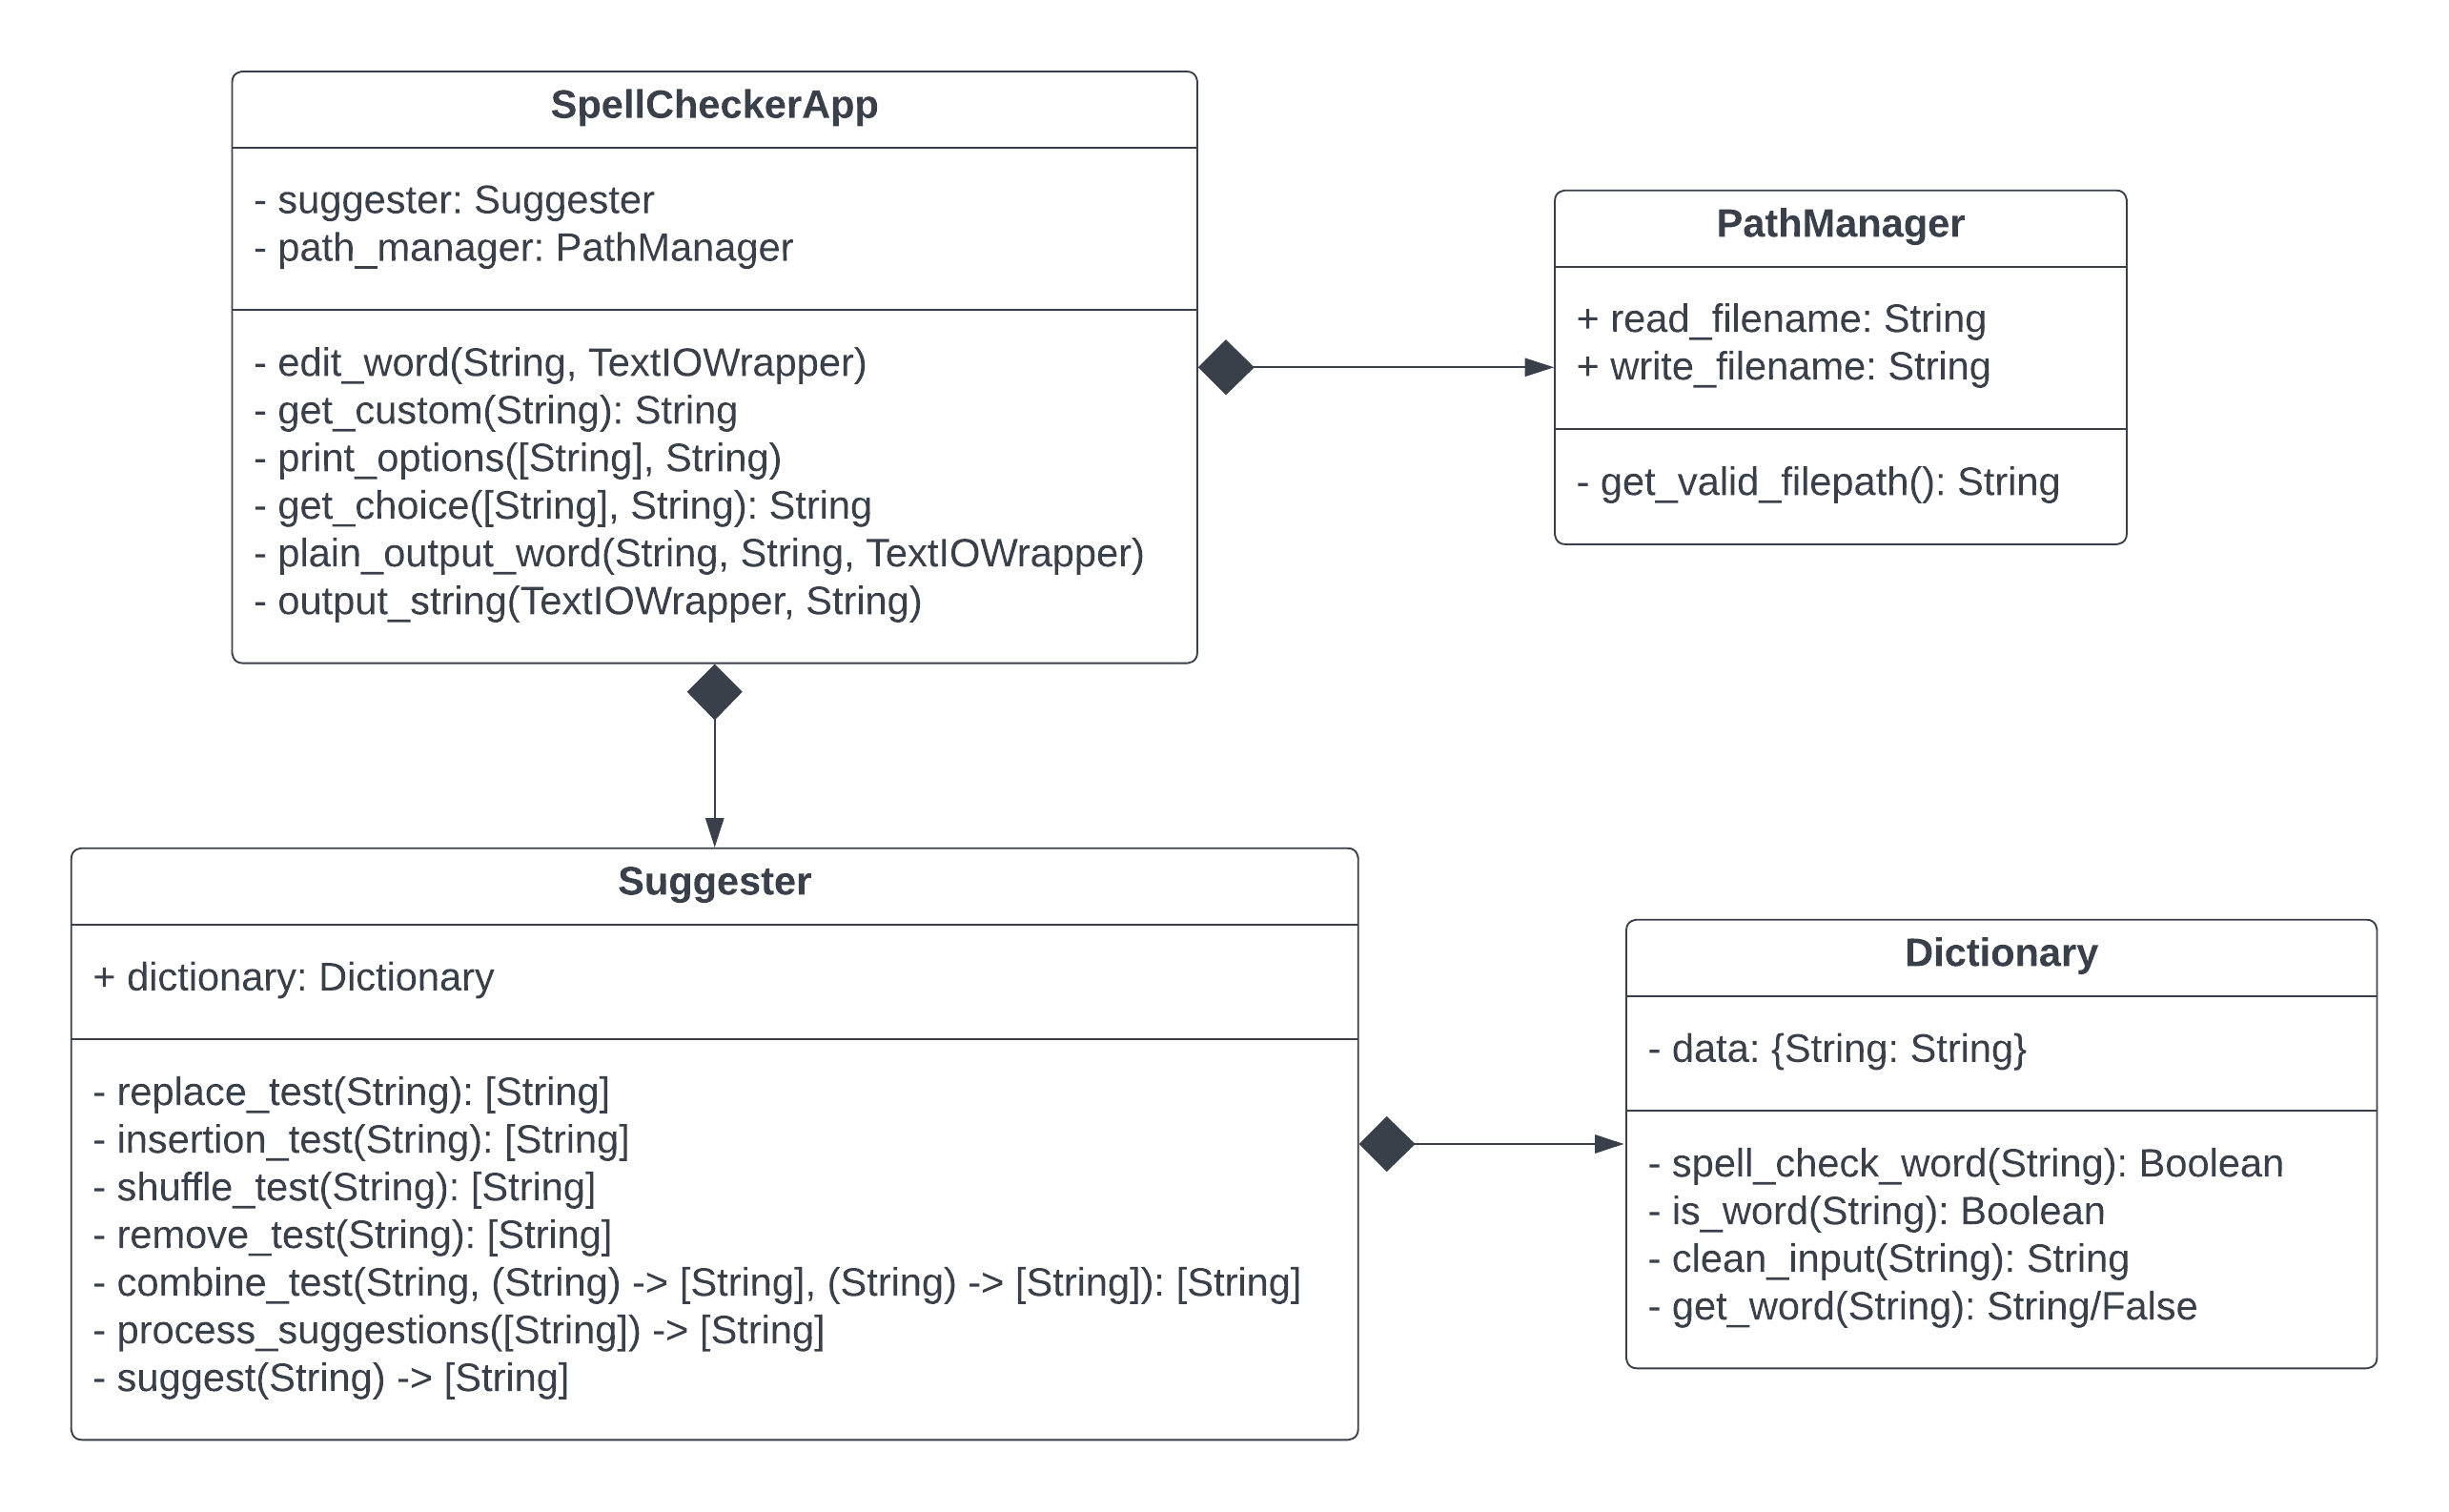 SpellCheckerApp
- suggester: Suggester
- path_manager: PathManager
- edit_word(String, TextIOWrapper)
- get_custom(String): String
- print_options([String], String)
- get_choice([String], String): String
- plain_output_word(String, String, TextIOWrapper)
- output_string(TextIOWrapper, String)
PathManager
+ read_filename: String
+ write_filename: String
- get_valid_filepath(): String
Suggester
+ dictionary: Dictionary
- replace_test(String): [String]
- insertion_test(String): [String]
- shuffle_test(String): [String]
- remove_test(String): [String]
- combine_test(String, (String) -> [String], (String) -> [String]): [String]
- process_suggestions([String]) -> [String]
- suggest(String) -> [String]
Dictionary
- data: {String: String}
- spell_check_word(String): Boolean
- is_word(String): Boolean
- clean_input(String): String
- get_word(String): String/False